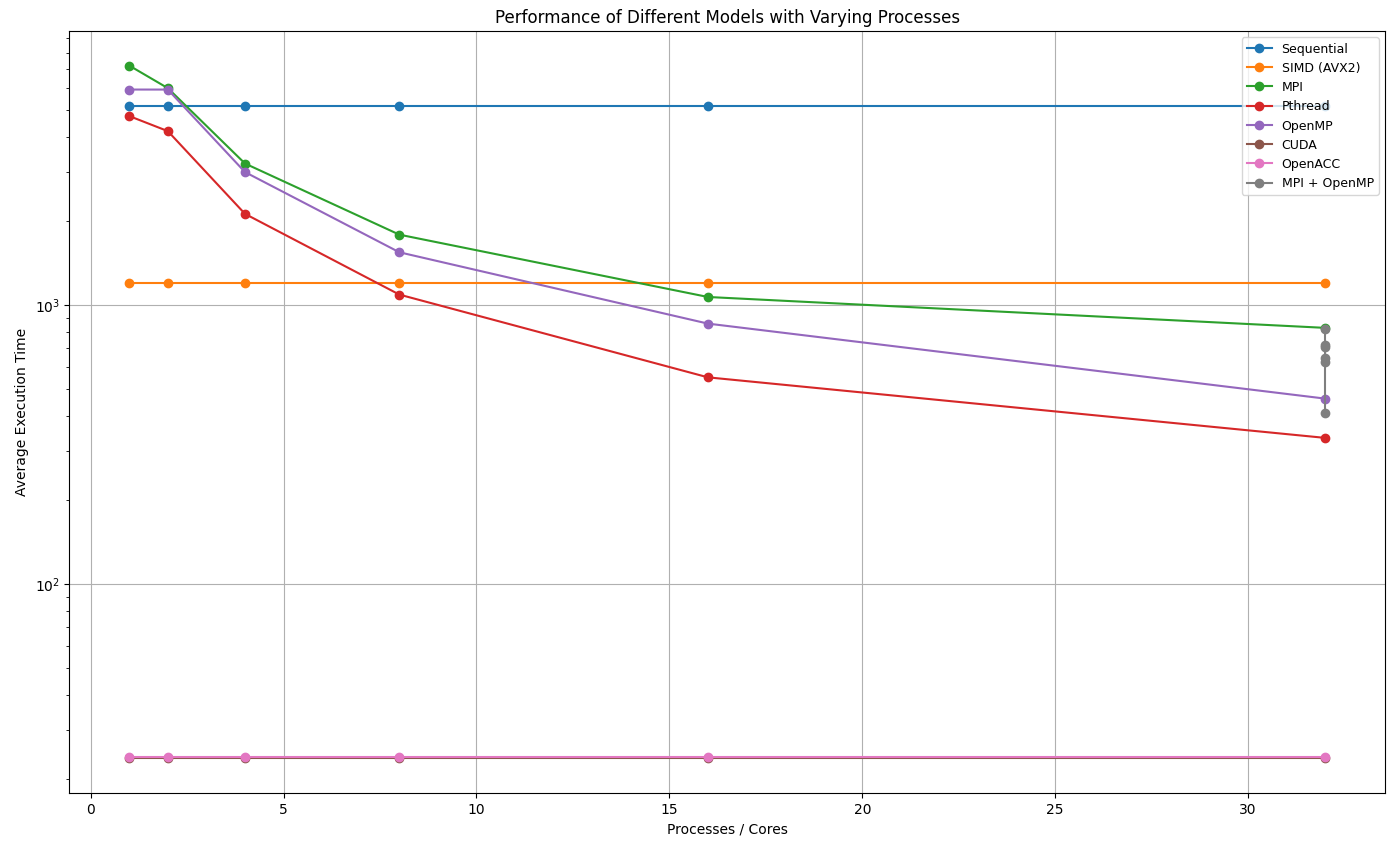 Performance of Different Models with Varying Processes
Sequential
SIMD (AVX2)
MPI
Pthread
OpenMP
CUDA
OpenACC
MPI + OpenMP
Average Execution Time
10³
10²
0 5 10 15 20 25 30
Processes / Cores